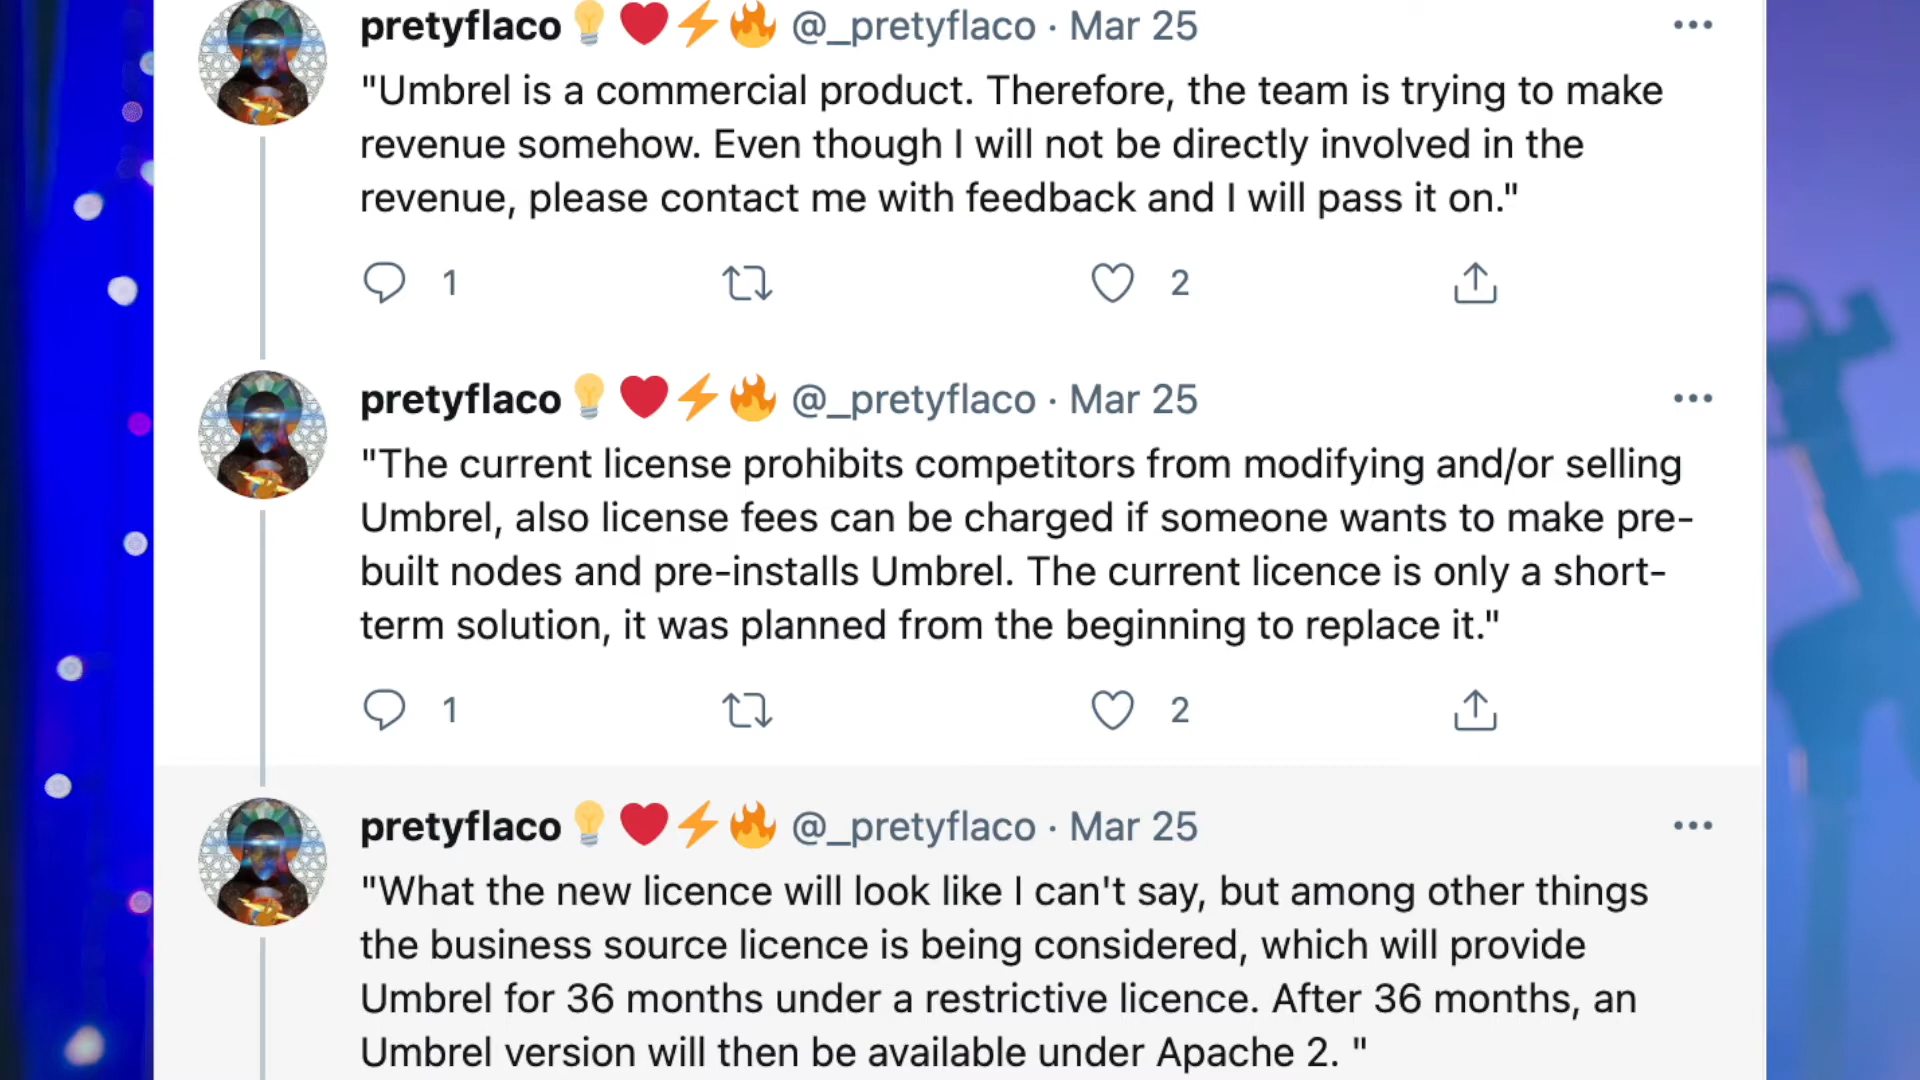 pretyflaco💡❤️⚡🔥 @_pretyflaco · Mar 25
"Umbrel is a commercial product. Therefore, the team is trying to make
revenue somehow. Even though I will not be directly involved in the
revenue, please contact me with feedback and I will pass it on."
1 2
pretyflaco💡❤️⚡🔥 @_pretyflaco · Mar 25
"The current license prohibits competitors from modifying and/or selling
Umbrel, also license fees can be charged if someone wants to make pre-
built nodes and pre-installs Umbrel. The current licence is only a short-
term solution, it was planned from the beginning to replace it."
1 2
pretyflaco💡❤️⚡🔥 @_pretyflaco · Mar 25
"What the new licence will look like I can't say, but among other things
the business source licence is being considered, which will provide
Umbrel for 36 months under a restrictive licence. After 36 months, an
Umbrel version will then be available under Apache 2. "